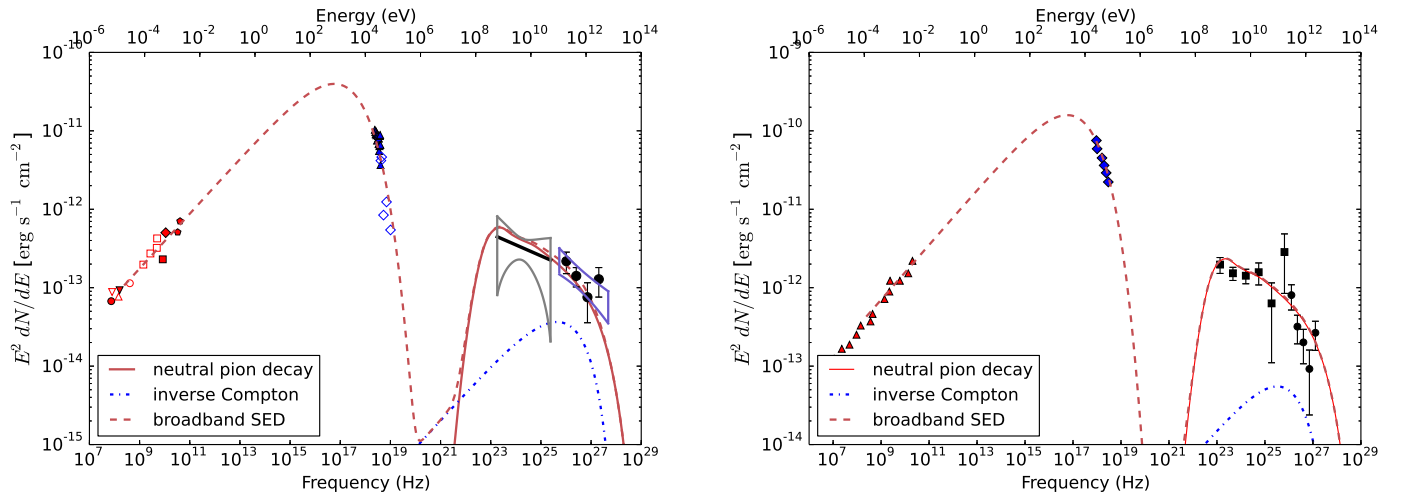 Energy (eV)
10^-6 10^-4 10^-2 10^0 10^2 10^4 10^6 10^8 10^10 10^12 10^14
10^-10
10^-11
10^-12
10^-13
10^-14
10^-15
E^2 dN/dE [erg s^-1 cm^-2]
neutral pion decay
inverse Compton
broadband SED
10^7 10^9 10^11 10^13 10^15 10^17 10^19 10^21 10^23 10^25 10^27 10^29
Frequency (Hz)
Energy (eV)
10^-6 10^-4 10^-2 10^0 10^2 10^4 10^6 10^8 10^10 10^12 10^14
10^-9
10^-10
10^-11
10^-12
10^-13
10^-14
E^2 dN/dE [erg s^-1 cm^-2]
neutral pion decay
inverse Compton
broadband SED
10^7 10^9 10^11 10^13 10^15 10^17 10^19 10^21 10^23 10^25 10^27 10^29
Frequency (Hz)